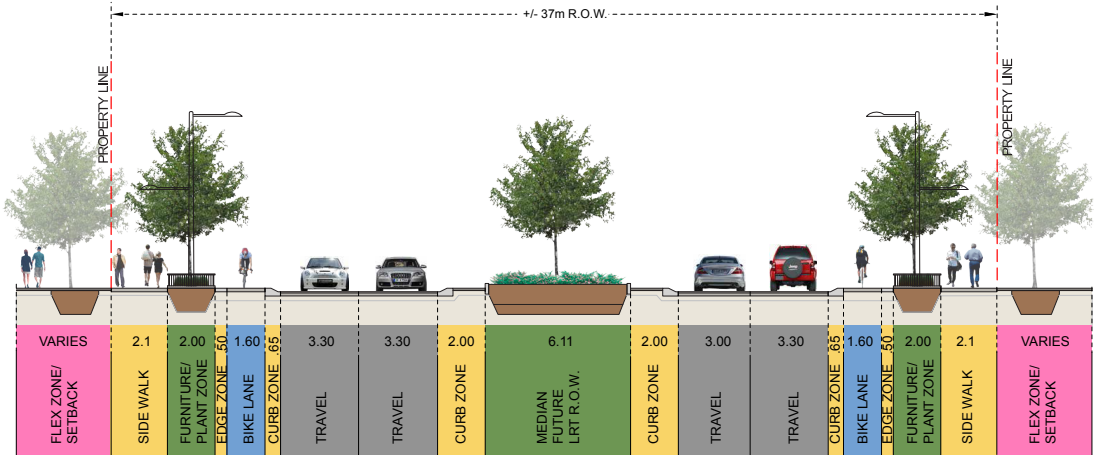 +/- 37m R.O.W.
PROPERTY LINE
PROPERTY LINE
VARIES
2.1
2.00
.50
1.60
.65
3.30
3.30
2.00
6.11
2.00
3.00
3.30
.65
1.60
.50
2.00
2.1
VARIES
FLEX ZONE/
SETBACK
SIDE WALK
FURNITURE/
PLANT ZONE
EDGE ZONE
BIKE LANE
CURB ZONE
TRAVEL
TRAVEL
CURB ZONE
MEDIAN
FUTURE
LRT R.O.W.
CURB ZONE
TRAVEL
TRAVEL
CURB ZONE
BIKE LANE
EDGE ZONE
FURNITURE/
PLANT ZONE
SIDE WALK
FLEX ZONE/
SETBACK